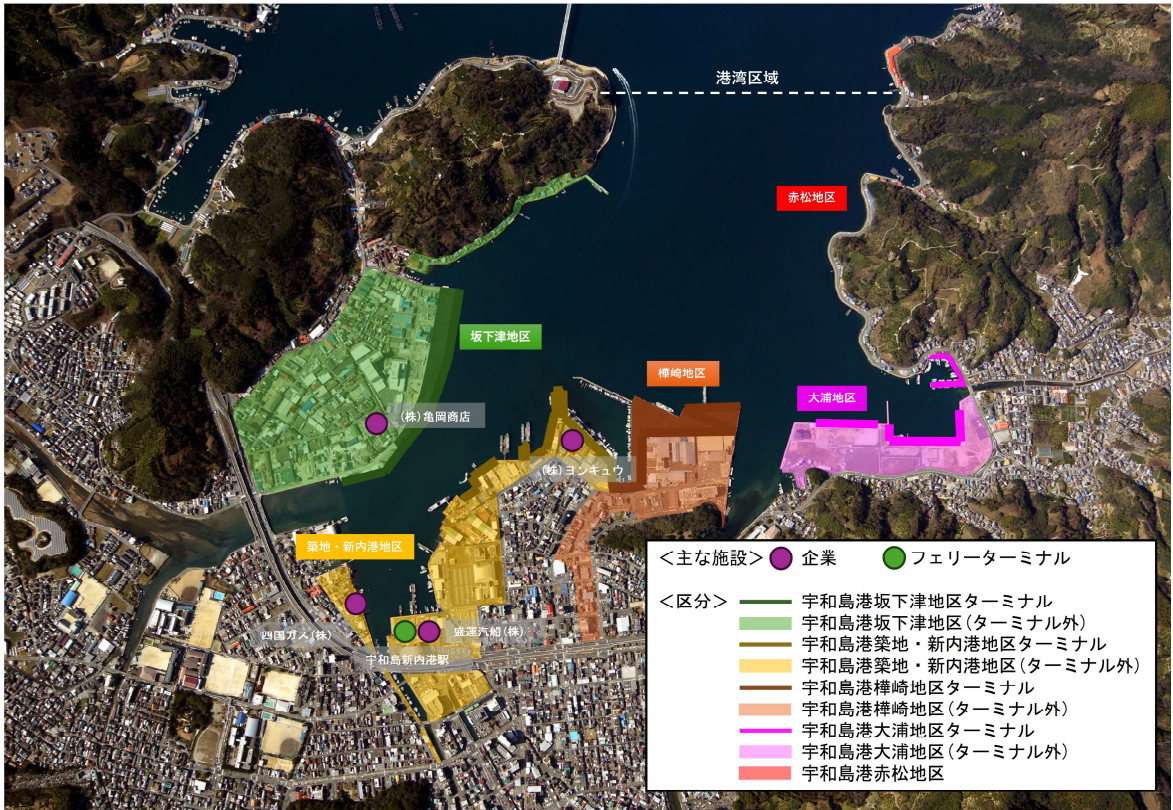 港湾区域
赤松地区
坂下津地区
樺崎地区
大浦地区
(株)亀岡商店
(株)ヨンキュウ
築地・新内港地区
四国ガス(株)
盛運汽船(株)
宇和島新内港駅
＜主な施設＞ 企業 フェリーターミナル
＜区分＞ 宇和島港坂下津地区ターミナル
宇和島港坂下津地区(ターミナル外)
宇和島港築地・新内港地区ターミナル
宇和島港築地・新内港地区(ターミナル外)
宇和島港樺崎地区ターミナル
宇和島港樺崎地区(ターミナル外)
宇和島港大浦地区ターミナル
宇和島港大浦地区(ターミナル外)
宇和島港赤松地区